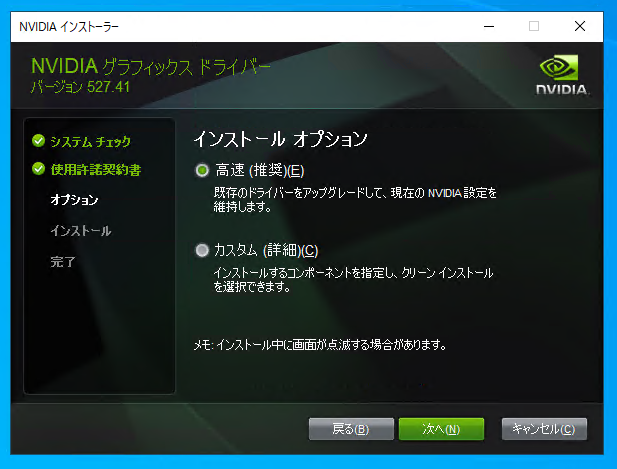 NVIDIA インストーラー
NVIDIA グラフィックス ドライバー
バージョン 527.41
NVIDIA.
システム チェック
使用許諾契約書
オプション
インストール
完了
インストール オプション
高速 (推奨)(E)
既存のドライバーをアップグレードして、現在の NVIDIA 設定を
維持します。
カスタム (詳細)(C)
インストールするコンポーネントを指定し、クリーン インストール
を選択できます。
メモ: インストール中に画面が点滅する場合があります。
戻る(B)
次へ(N)
キャンセル(C)